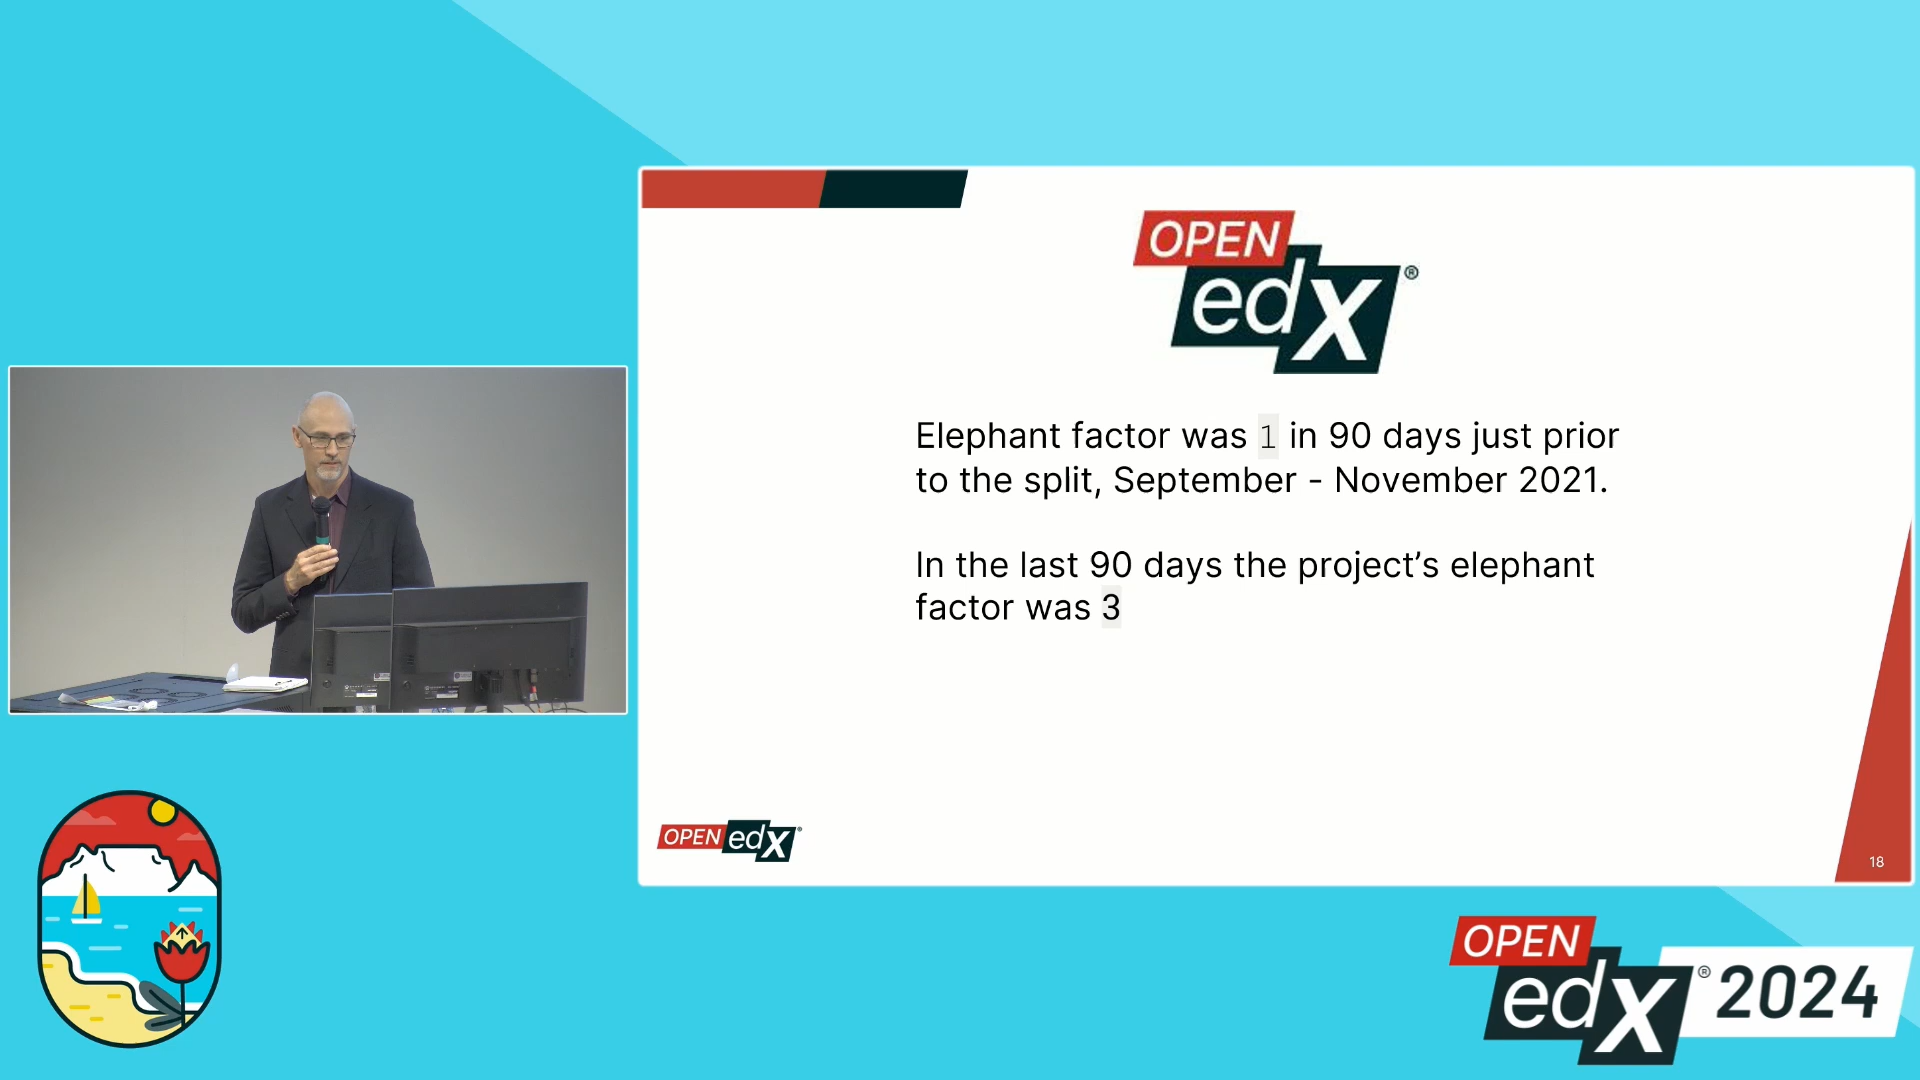 OPEN
edX®
Elephant factor was 1 in 90 days just prior
to the split, September - November 2021.
In the last 90 days the project’s elephant
factor was 3
OPEN edX®
18
OPEN
edX® 2024